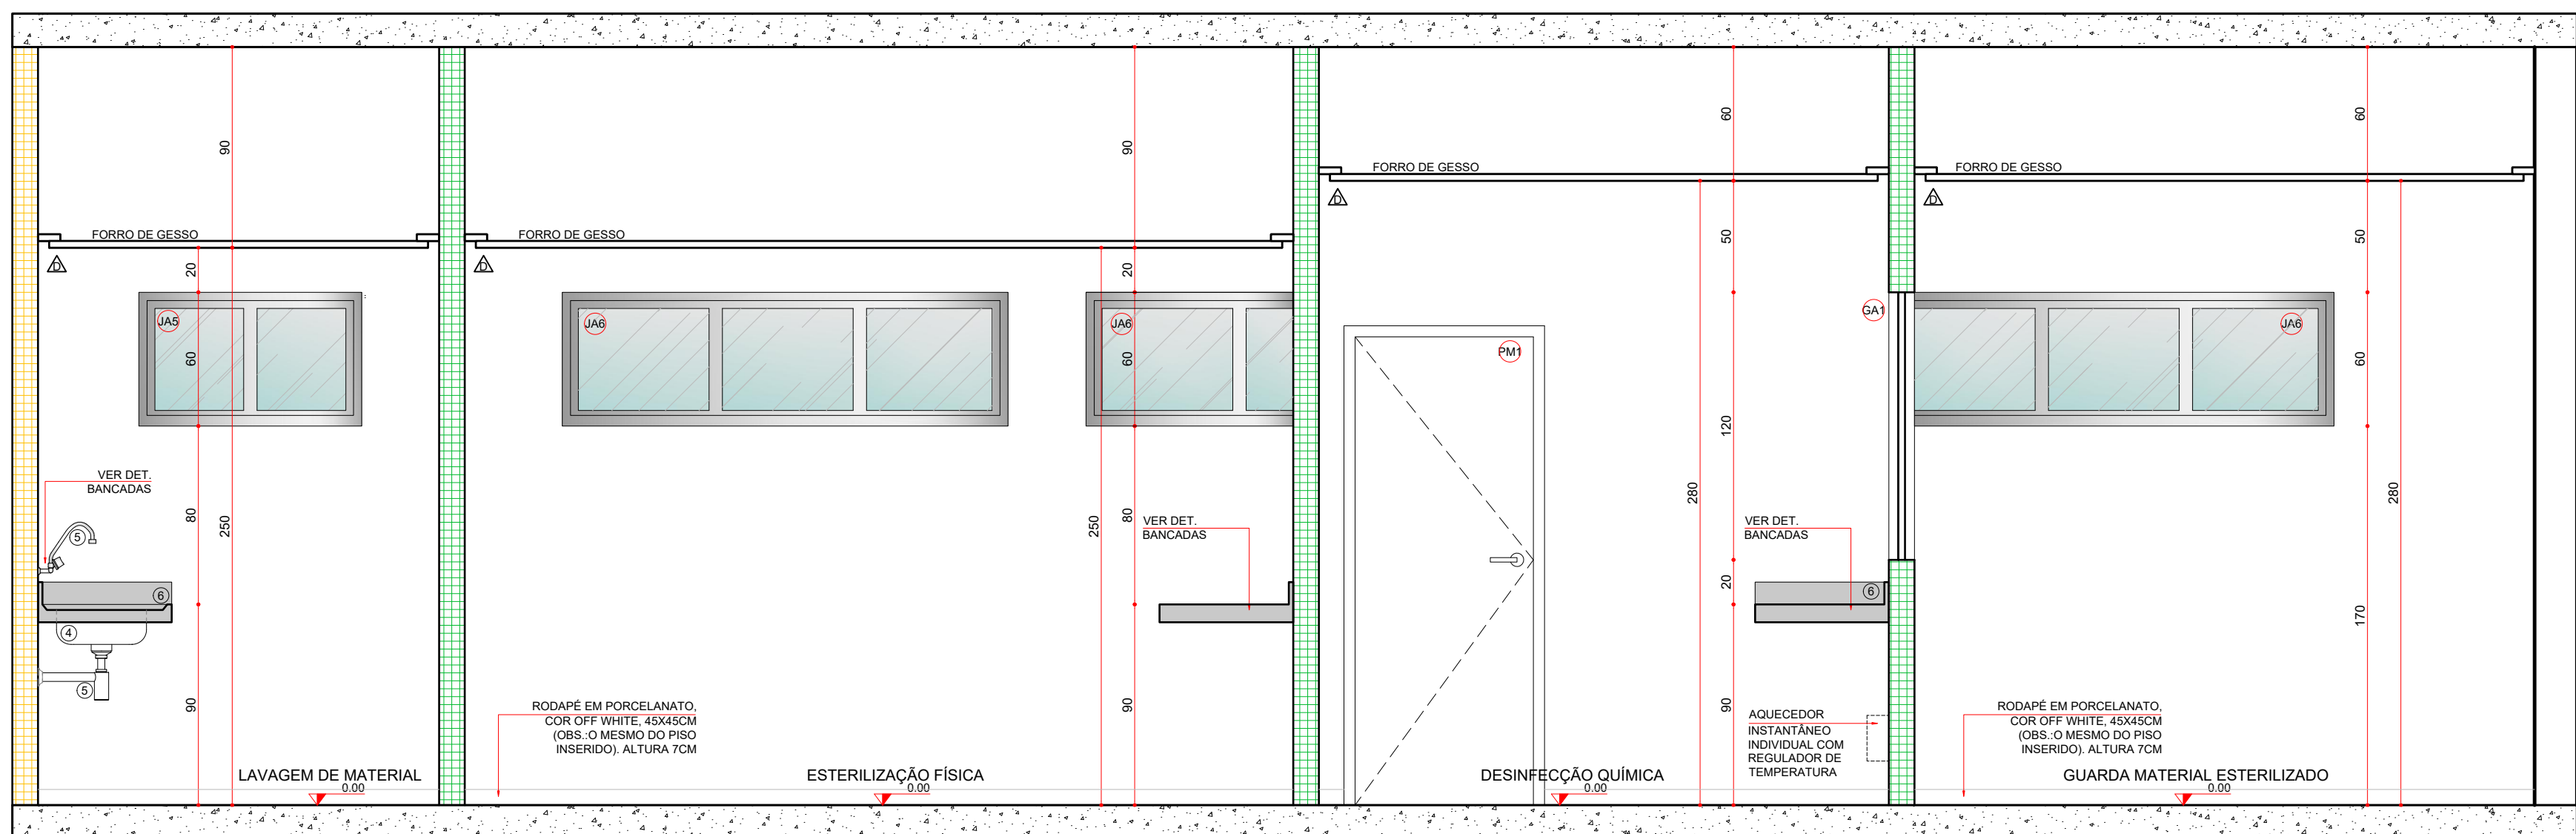 90
90
60
60
FORRO DE GESSO
FORRO DE GESSO
D
D
FORRO DE GESSO
FORRO DE GESSO
D
D
20
20
50
50
JA5
JA6
JA6
GA1
JA6
PM1
60
60
120
60
VER DET.
BANCADAS
5
80
250
250
80
VER DET.
BANCADAS
280
VER DET.
BANCADAS
280
6
4
5
20
6
170
90
90
90
RODAPÉ EM PORCELANATO,
COR OFF WHITE, 45X45CM
(OBS.:O MESMO DO PISO
INSERIDO). ALTURA 7CM
AQUECEDOR
INSTANTÂNEO
INDIVIDUAL COM
REGULADOR DE
TEMPERATURA
RODAPÉ EM PORCELANATO,
COR OFF WHITE, 45X45CM
(OBS.:O MESMO DO PISO
INSERIDO). ALTURA 7CM
LAVAGEM DE MATERIAL
0.00
ESTERILIZAÇÃO FÍSICA
0.00
DESINFECÇÃO QUÍMICA
0.00
GUARDA MATERIAL ESTERILIZADO
0.00